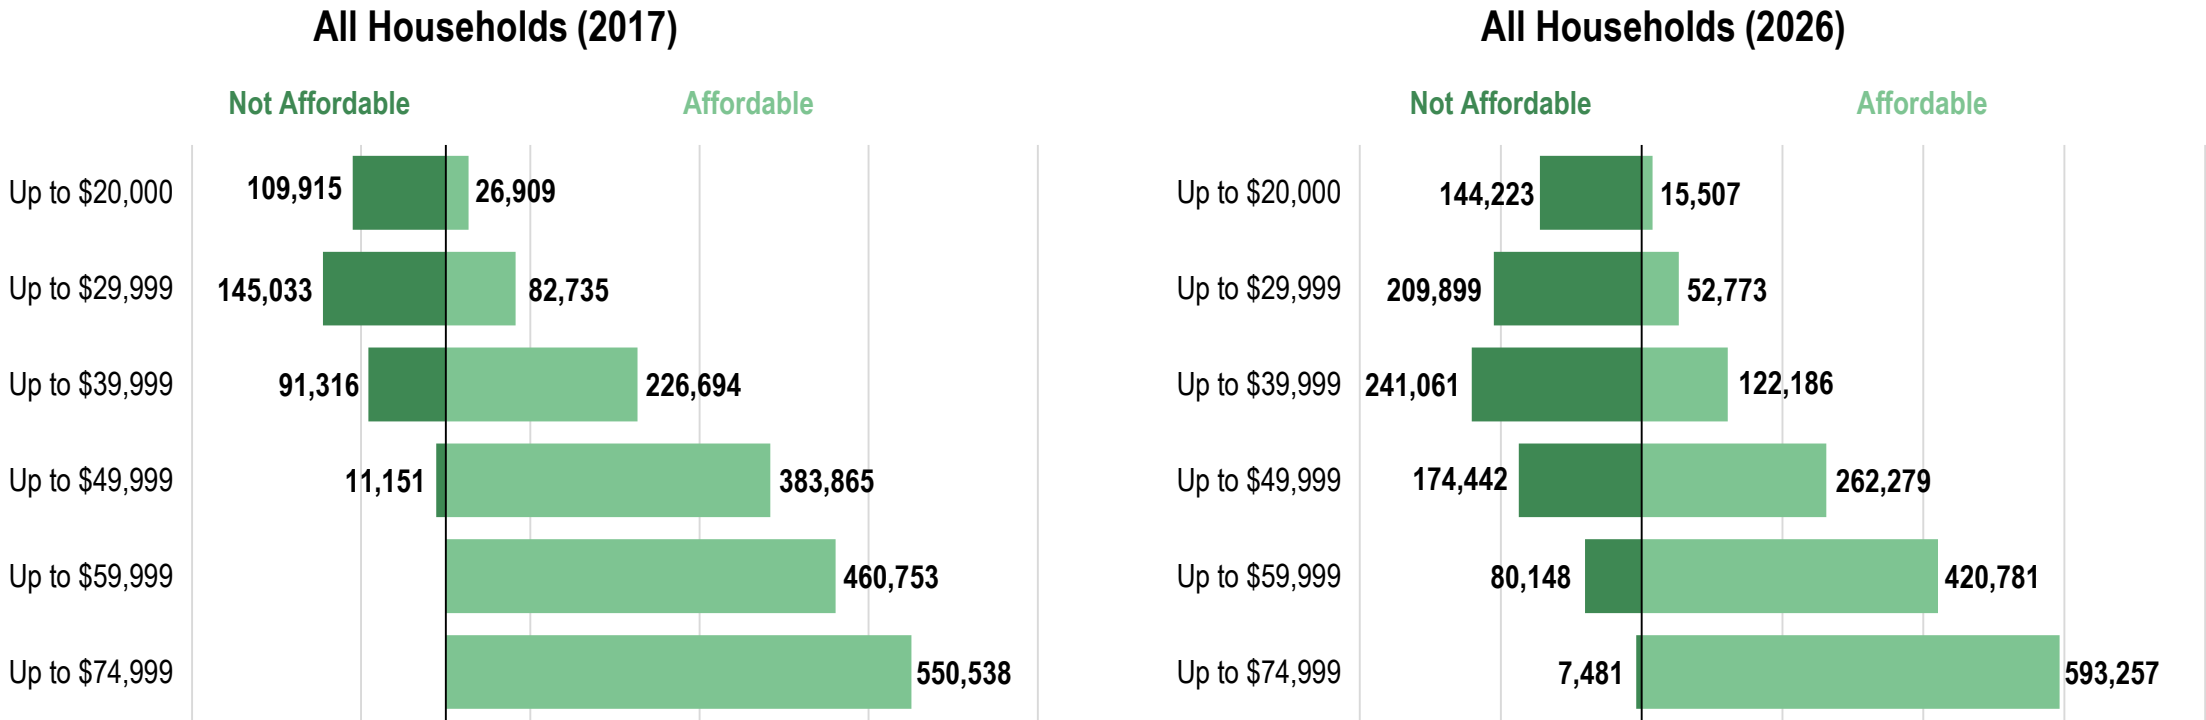 All Households (2017)
Not Affordable Affordable
Up to $20,000 109,915 26,909
Up to $29,999 145,033 82,735
Up to $39,999 91,316 226,694
Up to $49,999 11,151 383,865
Up to $59,999 460,753
Up to $74,999 550,538
All Households (2026)
Not Affordable Affordable
Up to $20,000 144,223 15,507
Up to $29,999 209,899 52,773
Up to $39,999 241,061 122,186
Up to $49,999 174,442 262,279
Up to $59,999 80,148 420,781
Up to $74,999 7,481 593,257